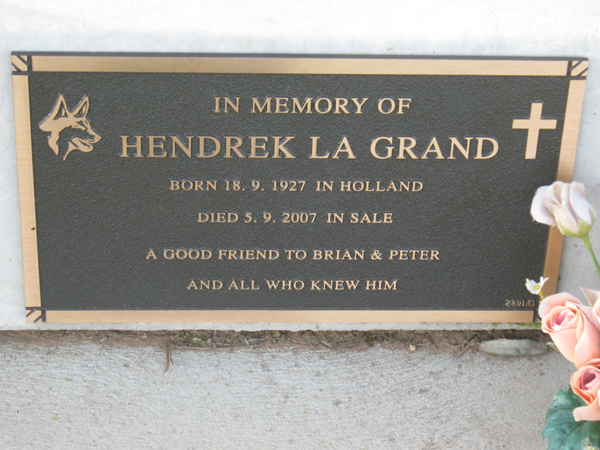 IN MEMORY OF
HENDREK LA GRAND
BORN 18. 9. 1927 IN HOLLAND
DIED 5. 9. 2007 IN SALE
A GOOD FRIEND TO BRIAN & PETER
AND ALL WHO KNEW HIM